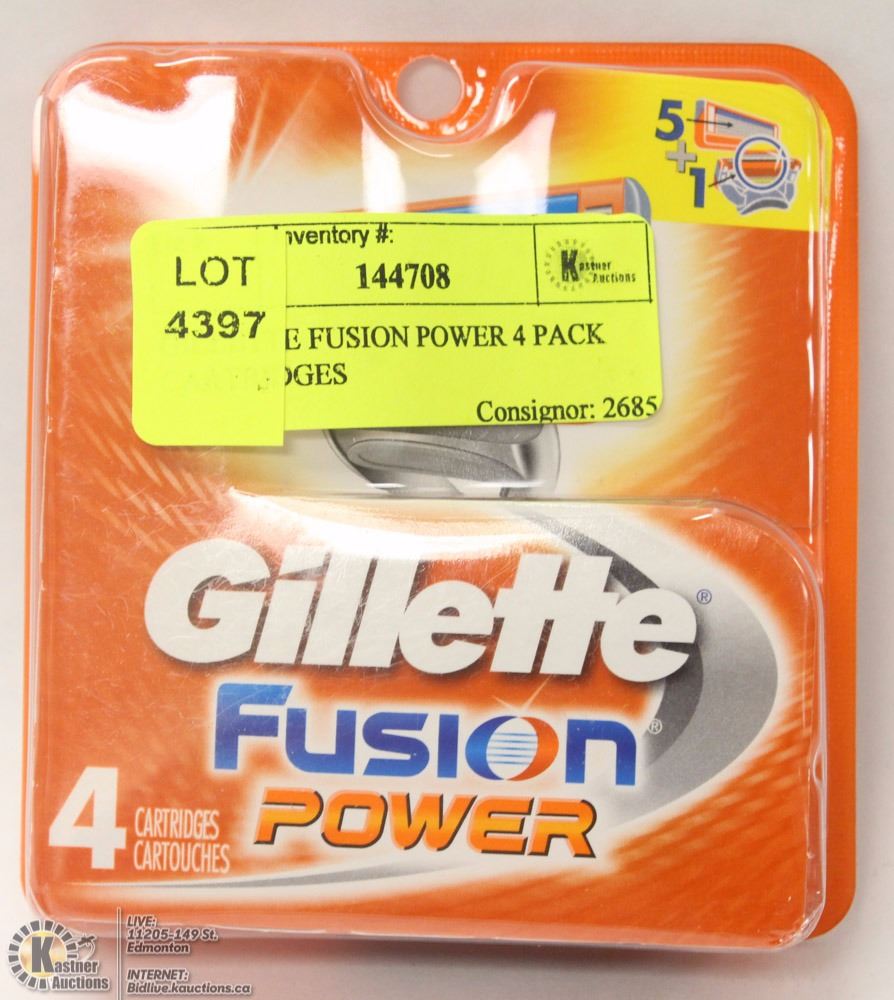 5
+1
nventory #:
LOT
144708
Kastner
Auctions
4397
E FUSION POWER 4 PACK
DGES
Consignor: 2685
Gillette®
FUSION®
POWER
4
CARTRIDGES
CARTOUCHES
Kastner
Auctions
LIVE:
11205-149 St.
Edmonton
INTERNET:
Bidlive.kauctions.ca